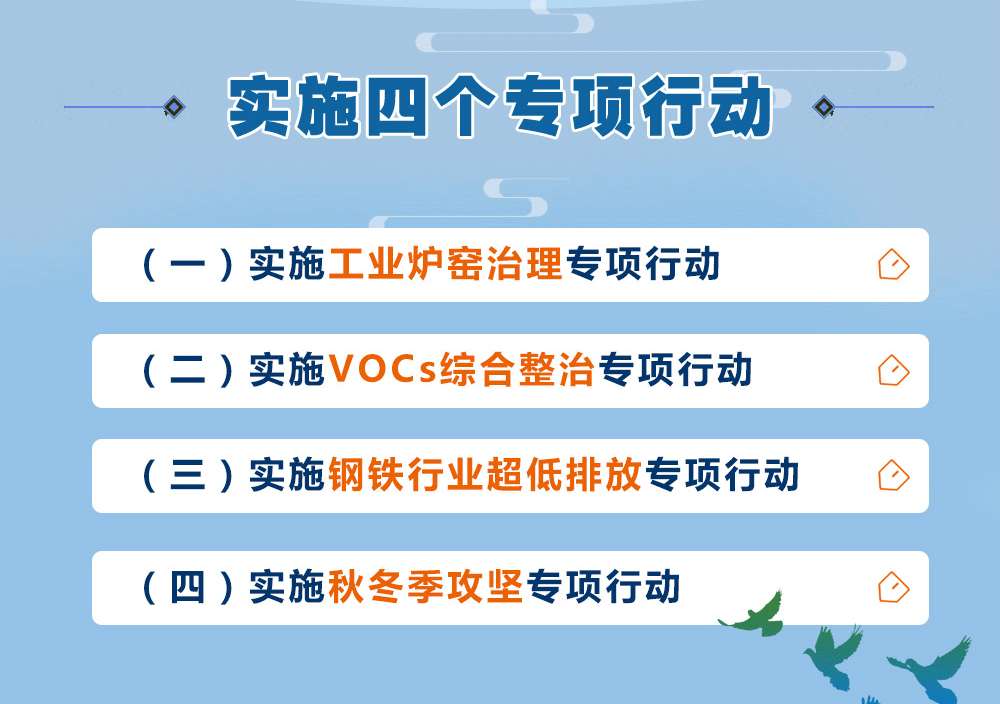 实施四个专项行动
（一）实施工业炉窑治理专项行动
（二）实施VOCs综合整治专项行动
（三）实施钢铁行业超低排放专项行动
（四）实施秋冬季攻坚专项行动